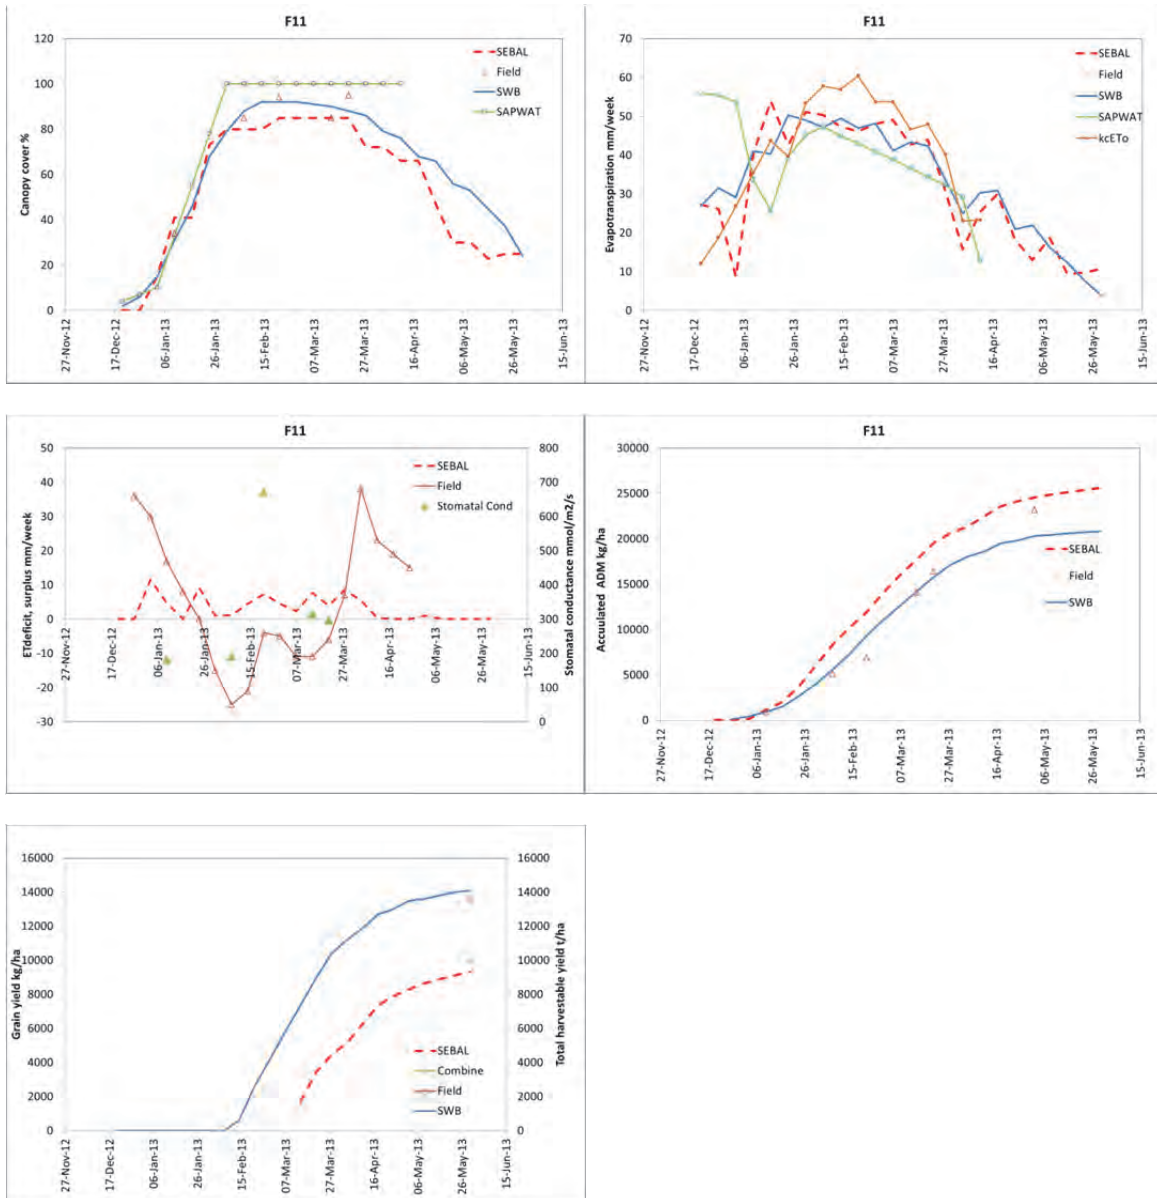 F11
120
100
80
60
40
20
0
Canopy cover %
27-Nov-12
17-Dec-12
06-Jan-13
26-Jan-13
15-Feb-13
07-Mar-13
27-Mar-13
16-Apr-13
06-May-13
26-May-13
15-Jun-13
SEBAL
Field
SWB
SAPWAT
F11
70
60
50
40
30
20
10
0
Evapotranspiration mm/week
27-Nov-12
17-Dec-12
06-Jan-13
26-Jan-13
15-Feb-13
07-Mar-13
27-Mar-13
16-Apr-13
06-May-13
26-May-13
15-Jun-13
SEBAL
Field
SWB
SAPWAT
kcETo
F11
50
40
30
20
10
0
-10
-20
-30
ETdeficit, surplus mm/week
27-Nov-12
17-Dec-12
06-Jan-13
26-Jan-13
15-Feb-13
07-Mar-13
27-Mar-13
16-Apr-13
06-May-13
26-May-13
15-Jun-13
SEBAL
Field
Stomatal Cond
800
700
600
500
400
300
200
100
0
Stomatal conductance mmol/m2/s
F11
30000
25000
20000
15000
10000
5000
0
Accuulated ADM kg/ha
27-Nov-12
17-Dec-12
06-Jan-13
26-Jan-13
15-Feb-13
07-Mar-13
27-Mar-13
16-Apr-13
06-May-13
26-May-13
15-Jun-13
SEBAL
Field
SWB
16000
14000
12000
10000
8000
6000
4000
2000
0
Grain yield kg/ha
27-Nov-12
17-Dec-12
06-Jan-13
26-Jan-13
15-Feb-13
07-Mar-13
27-Mar-13
16-Apr-13
06-May-13
26-May-13
15-Jun-13
SEBAL
Combine
Field
SWB
16000
14000
12000
10000
8000
6000
4000
2000
0
Total harvestable yield t/ha